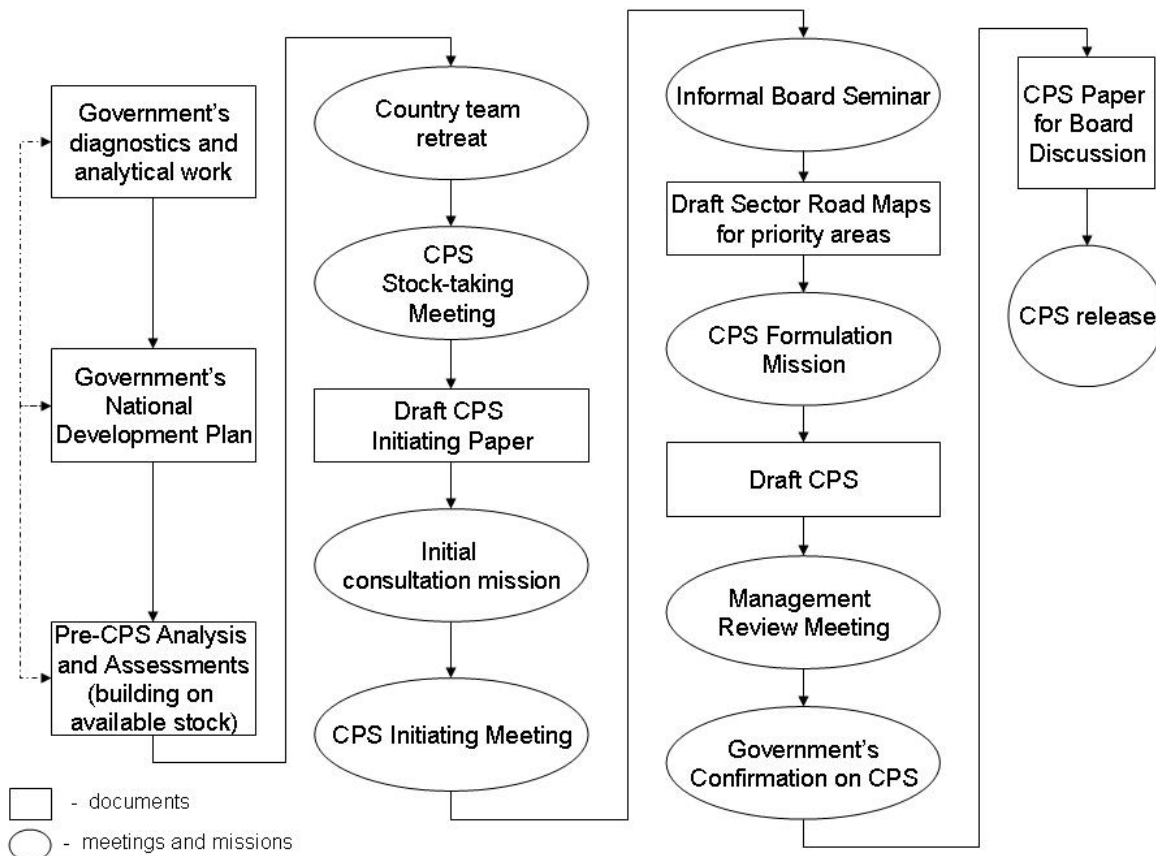 Government's
diagnostics and
analytical work
Government's
National
Development Plan
Pre-CPS Analysis
and Assessments
(building on
available stock)
Country team
retreat
CPS
Stock-taking
Meeting
Draft CPS
Initiating Paper
Initial
consultation mission
CPS Initiating Meeting
Informal Board Seminar
Draft Sector Road Maps
for priority areas
CPS Formulation
Mission
Draft CPS
Management
Review Meeting
Government's
Confirmation on CPS
CPS Paper
for Board
Discussion
CPS release
- documents
- meetings and missions